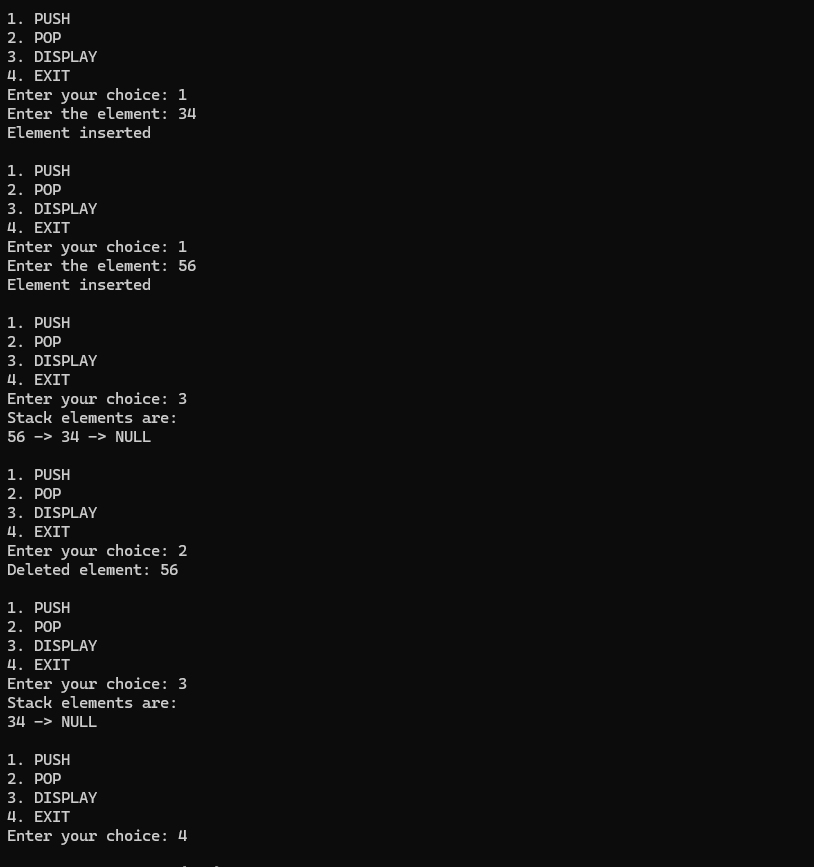 1. PUSH
2. POP
3. DISPLAY
4. EXIT
Enter your choice: 1
Enter the element: 34
Element inserted
1. PUSH
2. POP
3. DISPLAY
4. EXIT
Enter your choice: 1
Enter the element: 56
Element inserted
1. PUSH
2. POP
3. DISPLAY
4. EXIT
Enter your choice: 3
Stack elements are:
56 -> 34 -> NULL
1. PUSH
2. POP
3. DISPLAY
4. EXIT
Enter your choice: 2
Deleted element: 56
1. PUSH
2. POP
3. DISPLAY
4. EXIT
Enter your choice: 3
Stack elements are:
34 -> NULL
1. PUSH
2. POP
3. DISPLAY
4. EXIT
Enter your choice: 4